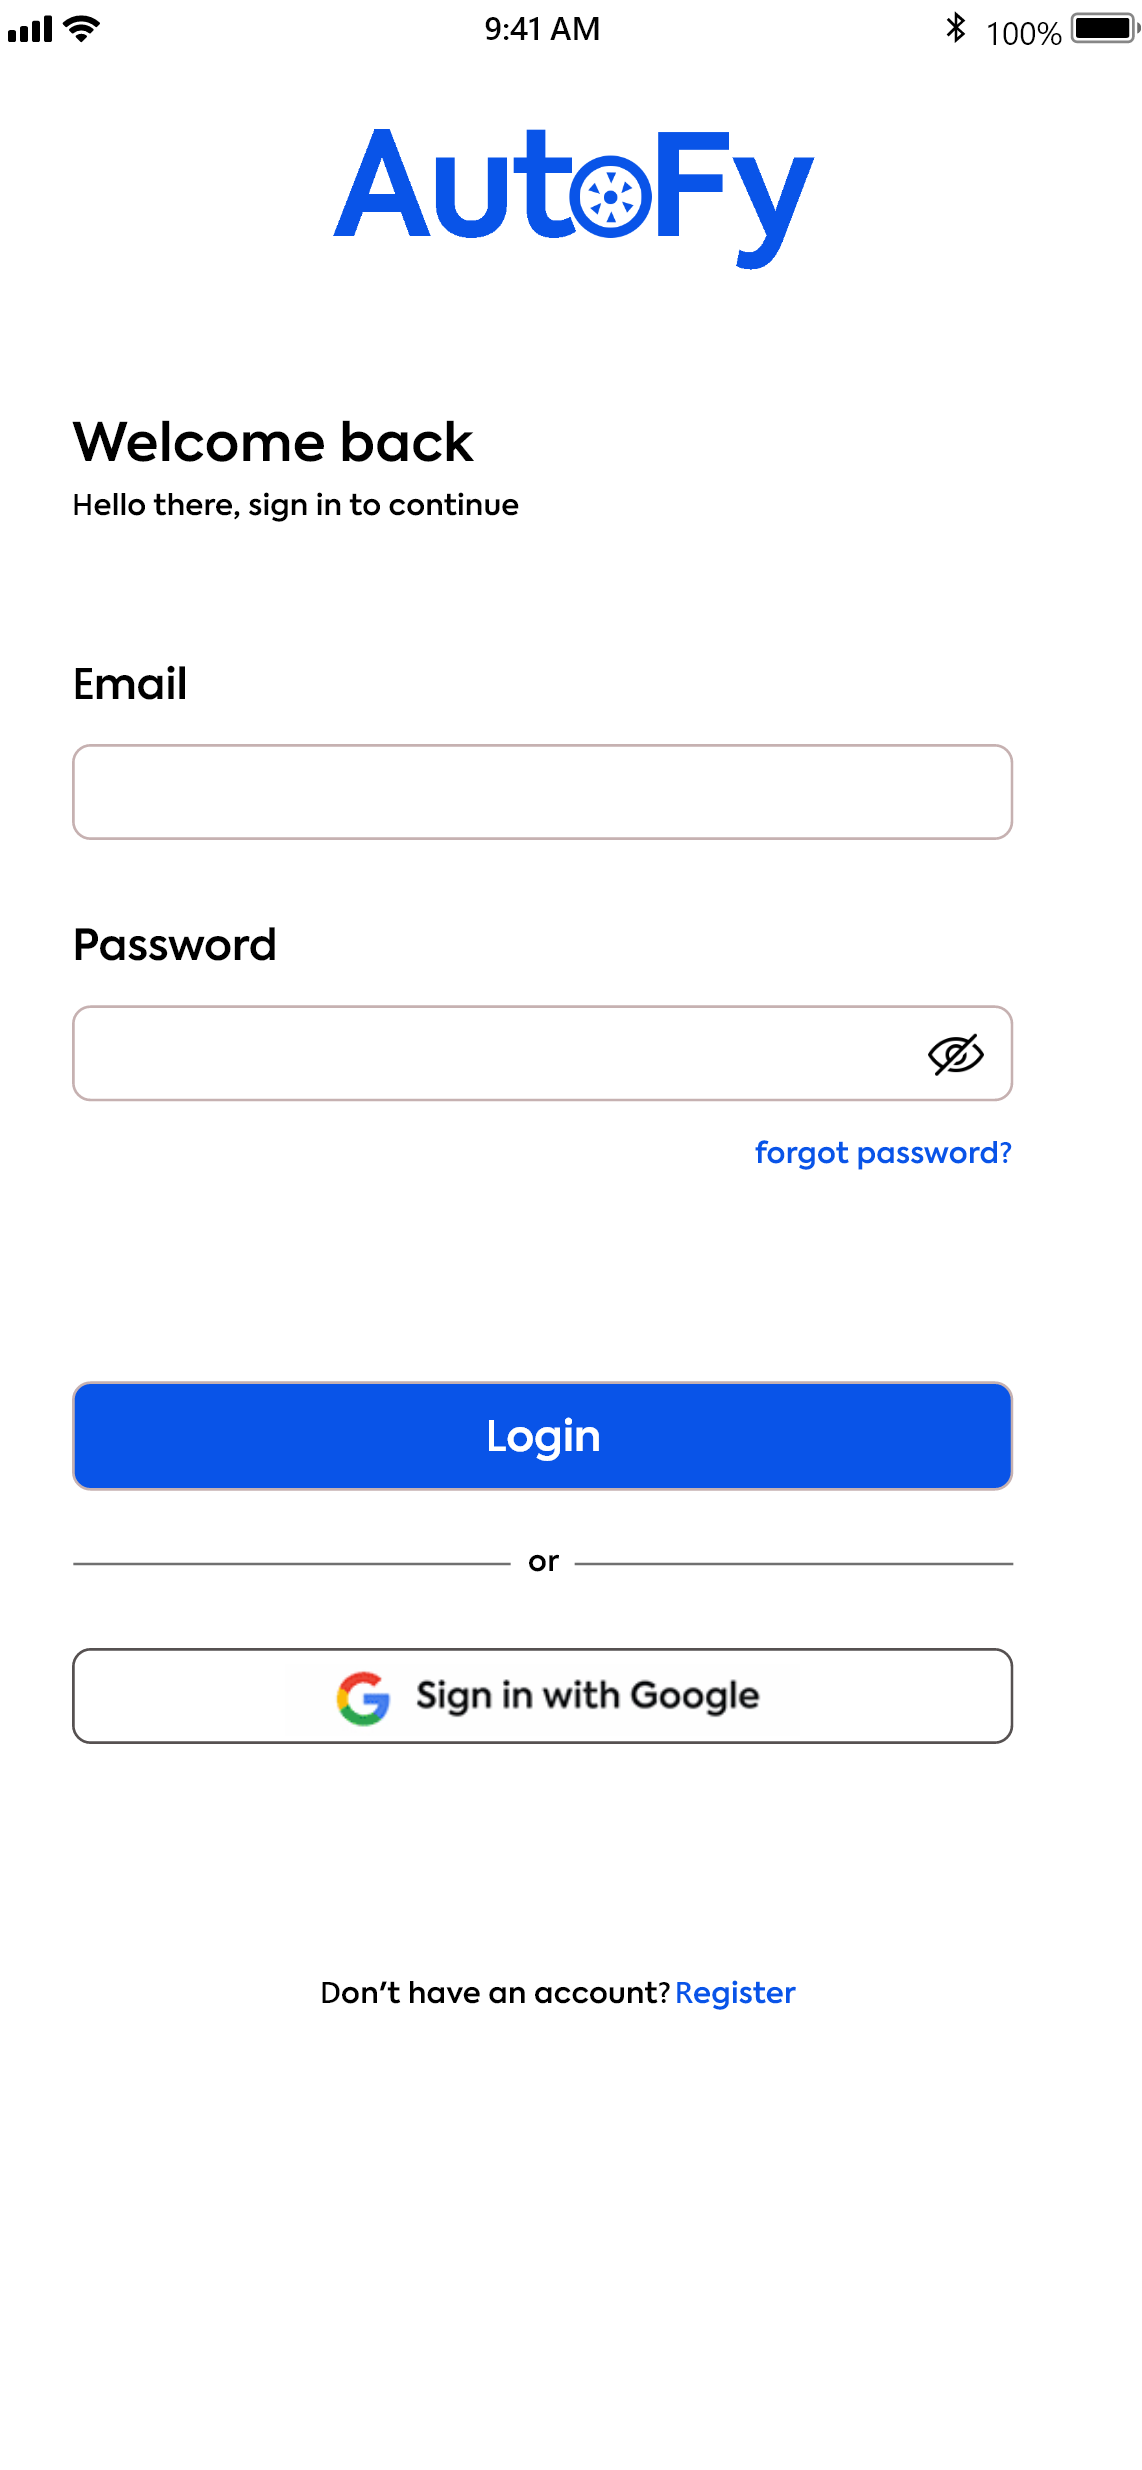 9:41 AM
100%
AutoFy
Welcome back
Hello there, sign in to continue
Email
Password
forgot password?
Login
or
Sign in with Google
Don't have an account? Register